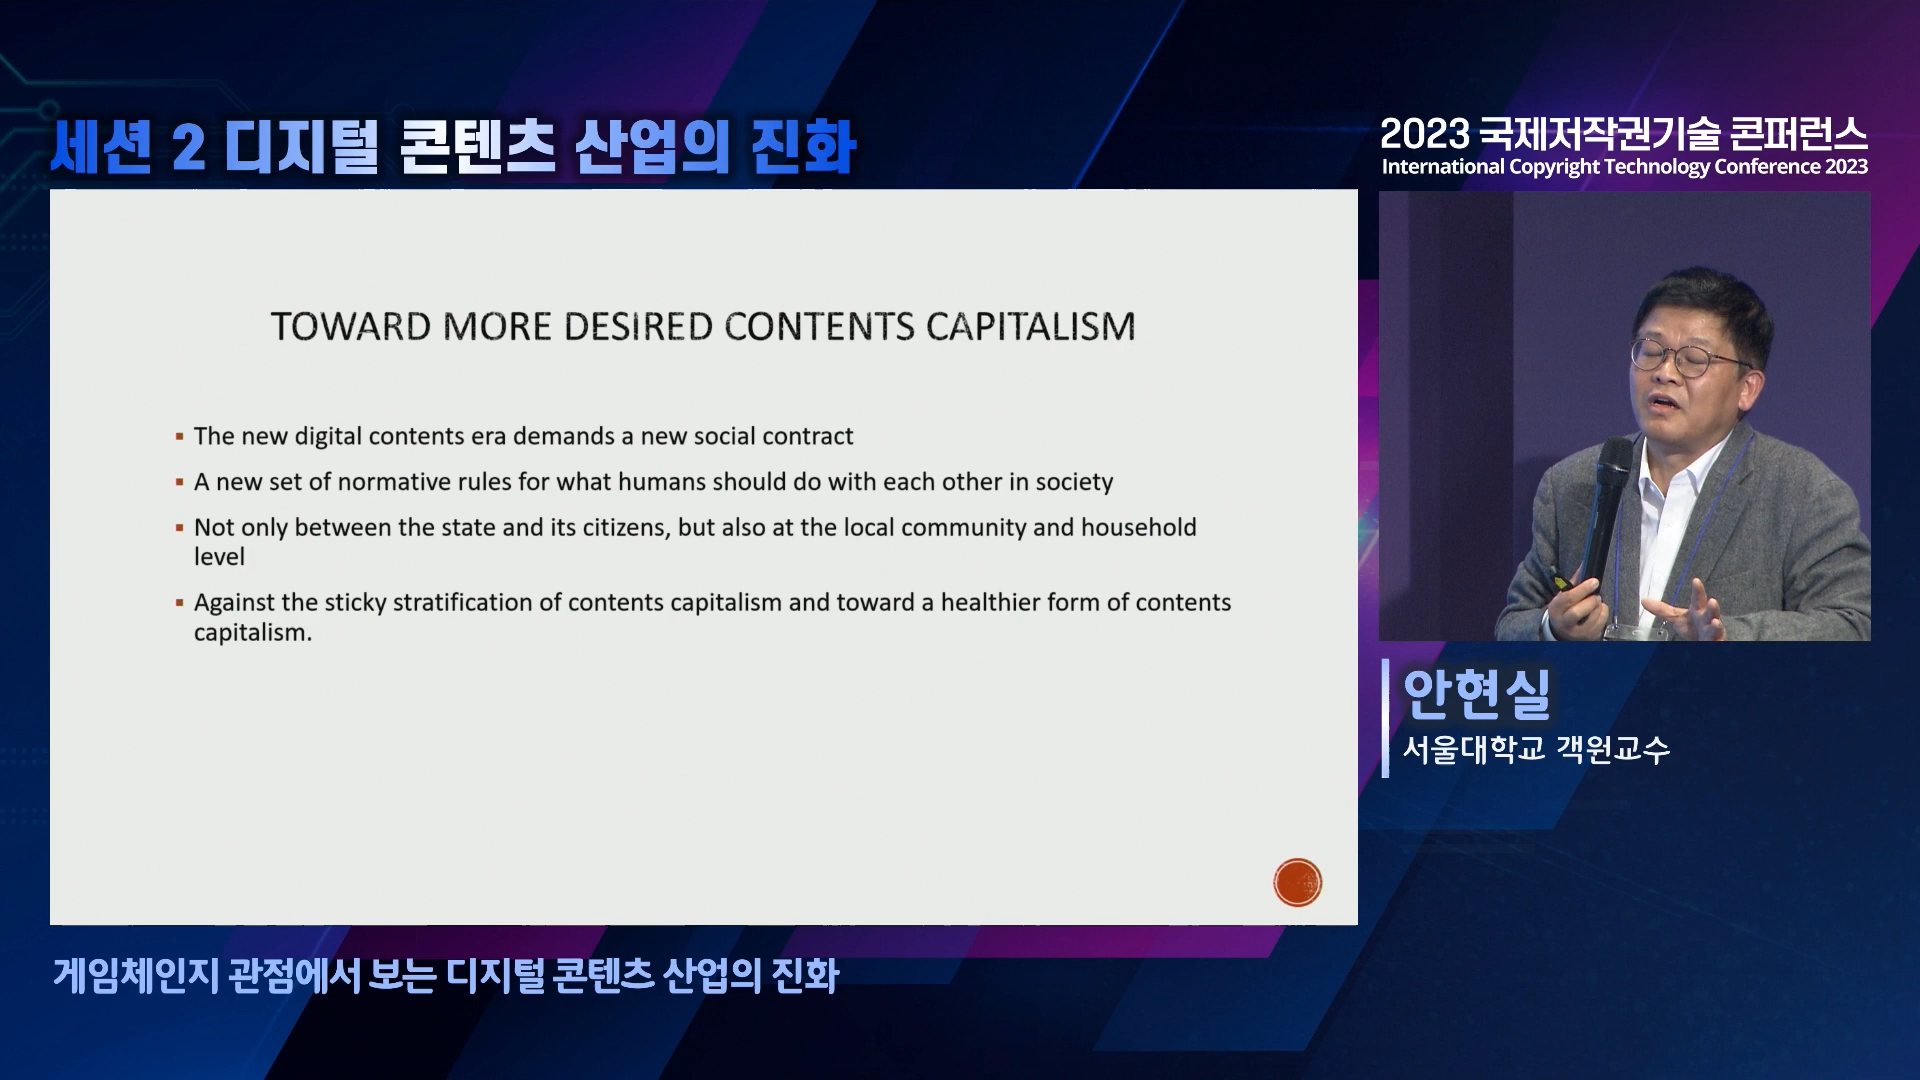 세션 2 디지털 콘텐츠 산업의 진화
2023 국제저작권기술 콘퍼런스
International Copyright Technology Conference 2023
TOWARD MORE DESIRED CONTENTS CAPITALISM
▪ The new digital contents era demands a new social contract
▪ A new set of normative rules for what humans should do with each other in society
▪ Not only between the state and its citizens, but also at the local community and household
level
▪ Against the sticky stratification of contents capitalism and toward a healthier form of contents
capitalism.
안현실
서울대학교 객원교수
게임체인지 관점에서 보는 디지털 콘텐츠 산업의 진화